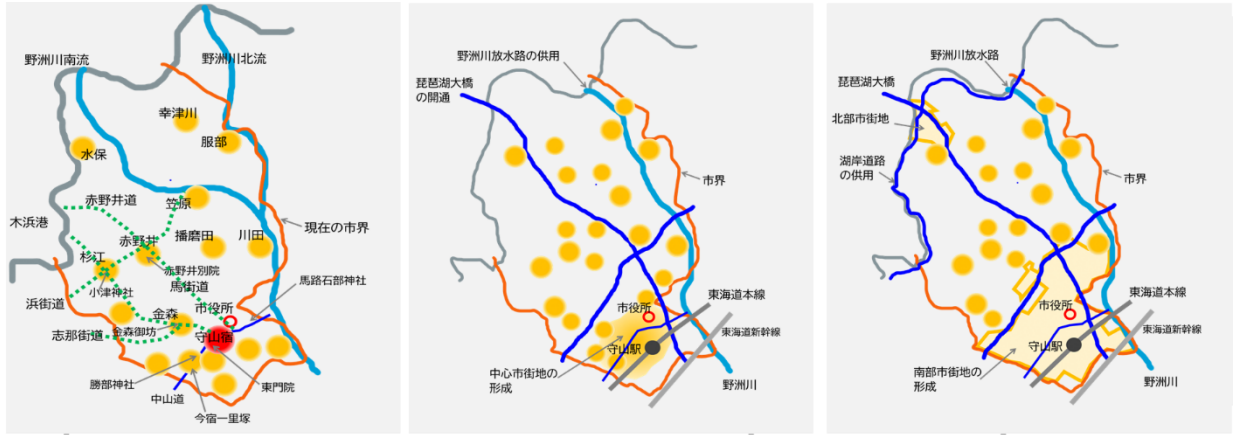 野洲川南流
野洲川北流
幸津川
服部
水保
赤野井道
木浜港
笠原
現在の市界
赤野井
播磨田
川田
杉江
赤野井別院
馬街道
馬路石部神社
小津神社
浜街道
市役所
金森
志那街道
金森御坊
守山宿
勝部神社
東門院
中山道
今宿一里塚
野洲川放水路の供用
琵琶湖大橋
の開通
市界
市役所
東海道本線
東海道新幹線
守山駅
中心市街地の
形成
野洲川
野洲川放水路
琵琶湖大橋
北部市街地
湖岸道路
の供用
市界
市役所
東海道本線
東海道新幹線
守山駅
南部市街地の
形成
野洲川